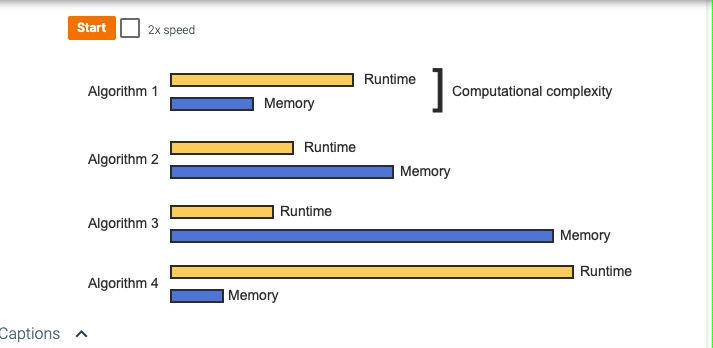 Start 2x speed
Runtime
Algorithm 1
Memory
Computational complexity
Runtime
Algorithm 2
Memory
Runtime
Algorithm 3
Memory
Runtime
Algorithm 4
Memory
Captions